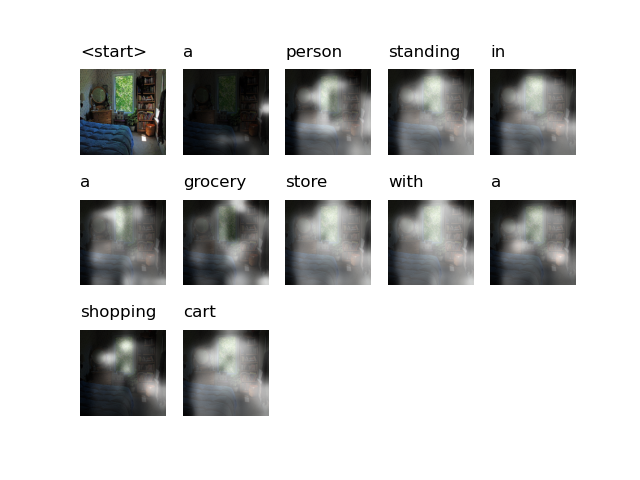 <start> a person standing in
a grocery store with a
shopping cart